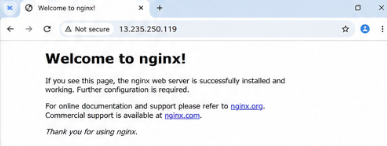 Welcome to nginx!
Not secure 13.235.250.119
Welcome to nginx!
If you see this page, the nginx web server is successfully installed and
working. Further configuration is required.
For online documentation and support please refer to nginx.org.
Commercial support is available at nginx.com.
Thank you for using nginx.